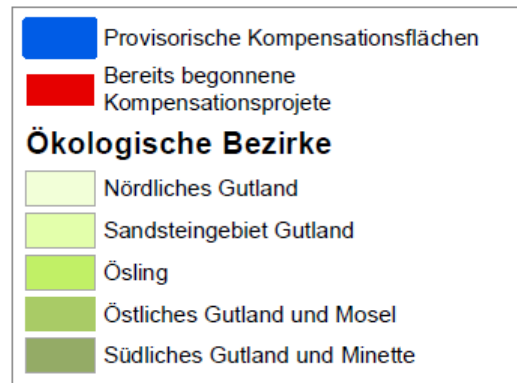 Provisorische Kompensationsflächen
Bereits begonnene
Kompensationsprojete
Ökologische Bezirke
Nördliches Gutland
Sandsteingebiet Gutland
Ösling
Östliches Gutland und Mosel
Südliches Gutland und Minette